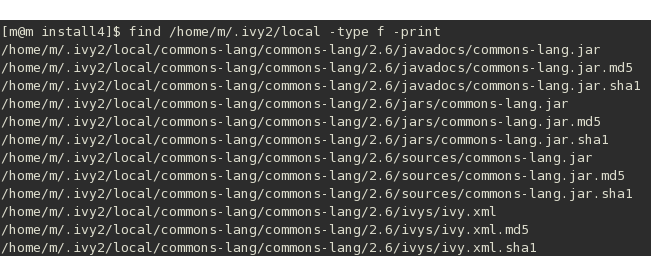 [m@m install4]$ find /home/m/.ivy2/local -type f -print
/home/m/.ivy2/local/commons-lang/commons-lang/2.6/javadocs/commons-lang.jar
/home/m/.ivy2/local/commons-lang/commons-lang/2.6/javadocs/commons-lang.jar.md5
/home/m/.ivy2/local/commons-lang/commons-lang/2.6/javadocs/commons-lang.jar.sha1
/home/m/.ivy2/local/commons-lang/commons-lang/2.6/jars/commons-lang.jar
/home/m/.ivy2/local/commons-lang/commons-lang/2.6/jars/commons-lang.jar.md5
/home/m/.ivy2/local/commons-lang/commons-lang/2.6/jars/commons-lang.jar.sha1
/home/m/.ivy2/local/commons-lang/commons-lang/2.6/sources/commons-lang.jar
/home/m/.ivy2/local/commons-lang/commons-lang/2.6/sources/commons-lang.jar.md5
/home/m/.ivy2/local/commons-lang/commons-lang/2.6/sources/commons-lang.jar.sha1
/home/m/.ivy2/local/commons-lang/commons-lang/2.6/ivys/ivy.xml
/home/m/.ivy2/local/commons-lang/commons-lang/2.6/ivys/ivy.xml.md5
/home/m/.ivy2/local/commons-lang/commons-lang/2.6/ivys/ivy.xml.sha1